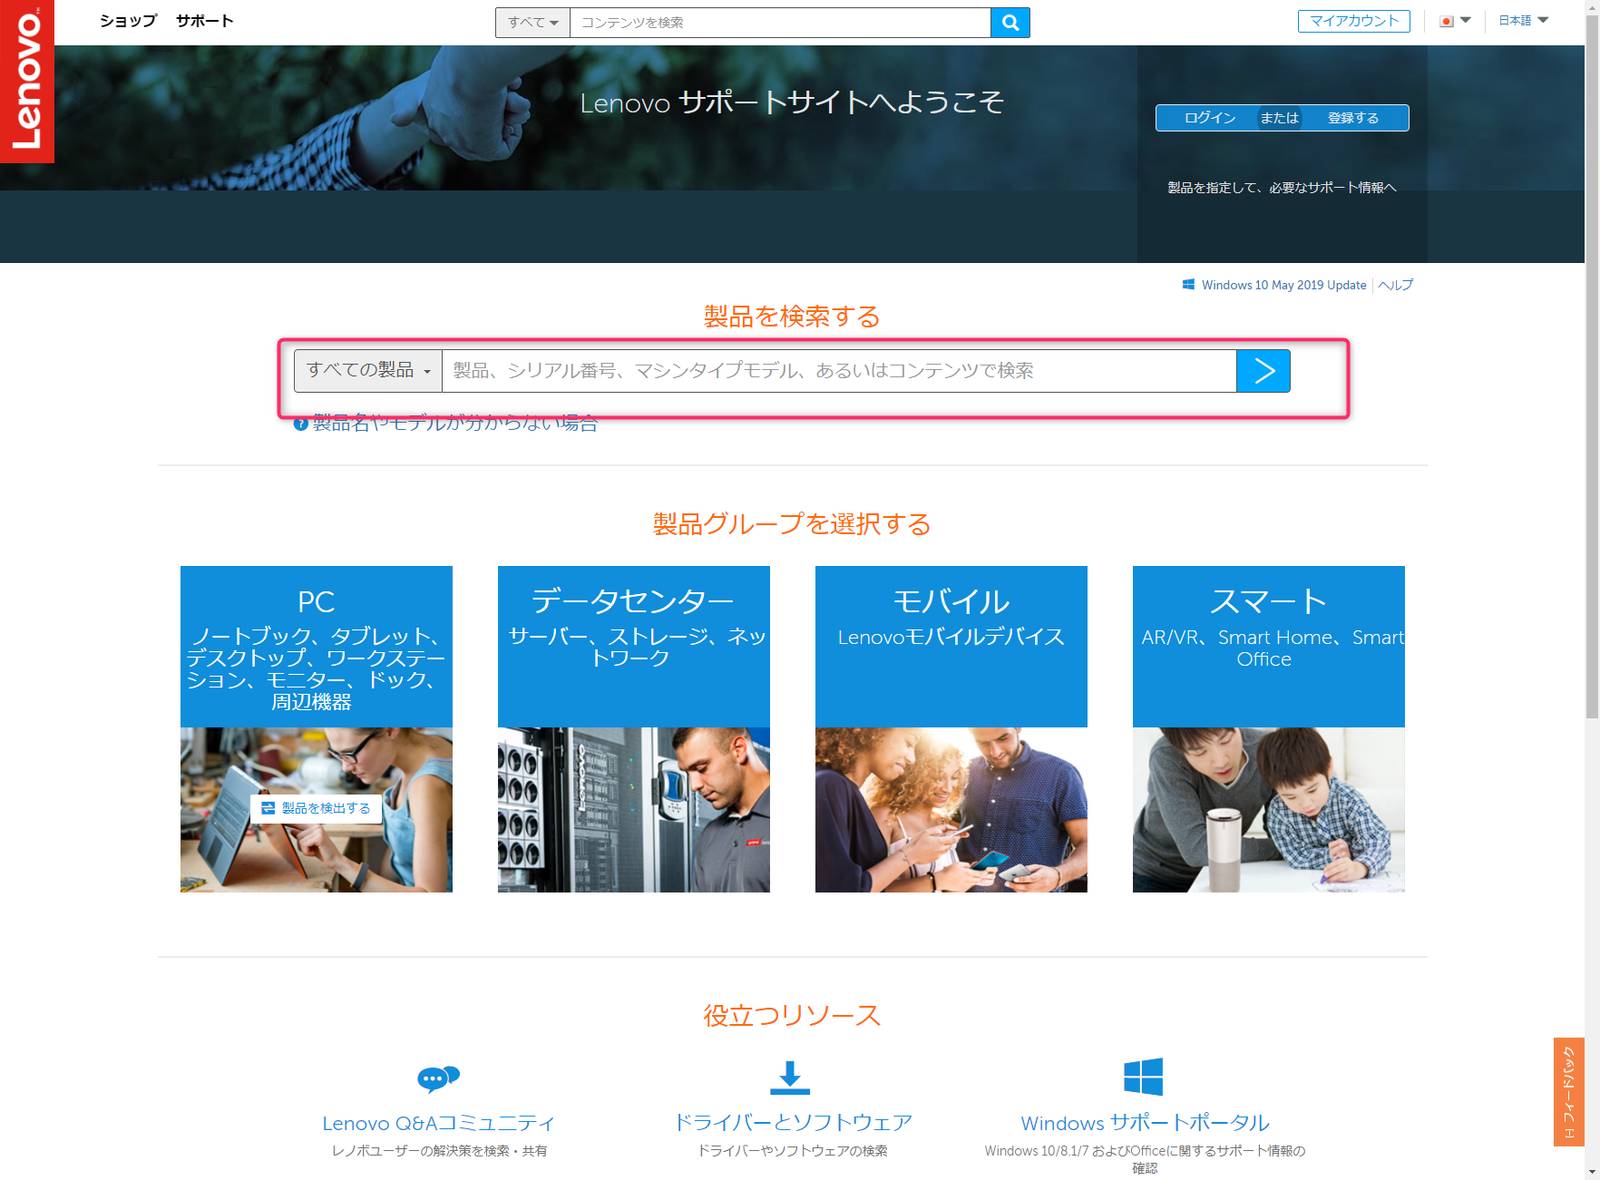 Lenovo
ショップ サポート
すべて コンテンツを検索
マイアカウント 日本語
Lenovo サポートサイトへようこそ
ログイン または 登録する
製品を指定して、必要なサポート情報へ
Windows 10 May 2019 Update ヘルプ
製品を検索する
すべての製品 製品、シリアル番号、マシンタイプモデル、あるいはコンテンツで検索
製品名やモデルが分からない場合
製品グループを選択する
PC
ノートブック、タブレット、
デスクトップ、ワークステー
ション、モニター、ドック、
周辺機器
製品を検出する
データセンター
サーバー、ストレージ、ネッ
トワーク
モバイル
Lenovoモバイルデバイス
スマート
AR/VR、Smart Home、Smart
Office
役立つリソース
Lenovo Q&Aコミュニティ
レノボユーザーの解決策を検索・共有
ドライバーとソフトウェア
ドライバーやソフトウェアの検索
Windows サポートポータル
Windows 10/8.1/7 およびOfficeに関するサポート情報の
確認
フィードバック